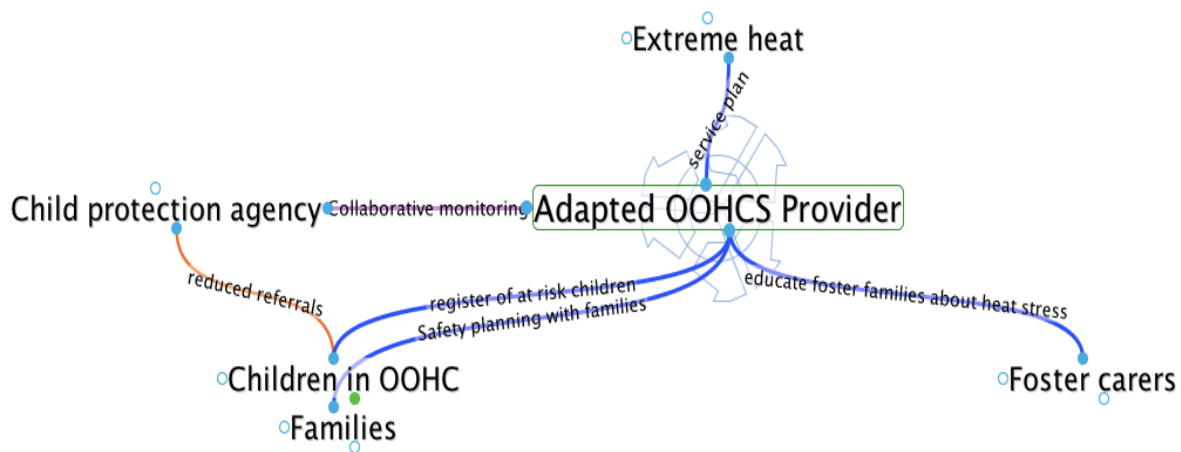 Extreme heat
service plan
Child protection agency
Collaborative monitoring
Adapted OOHCS Provider
reduced referrals
register of at risk children
Safety planning with families
educate foster families about heat stress
Children in OOHC
Families
Foster carers